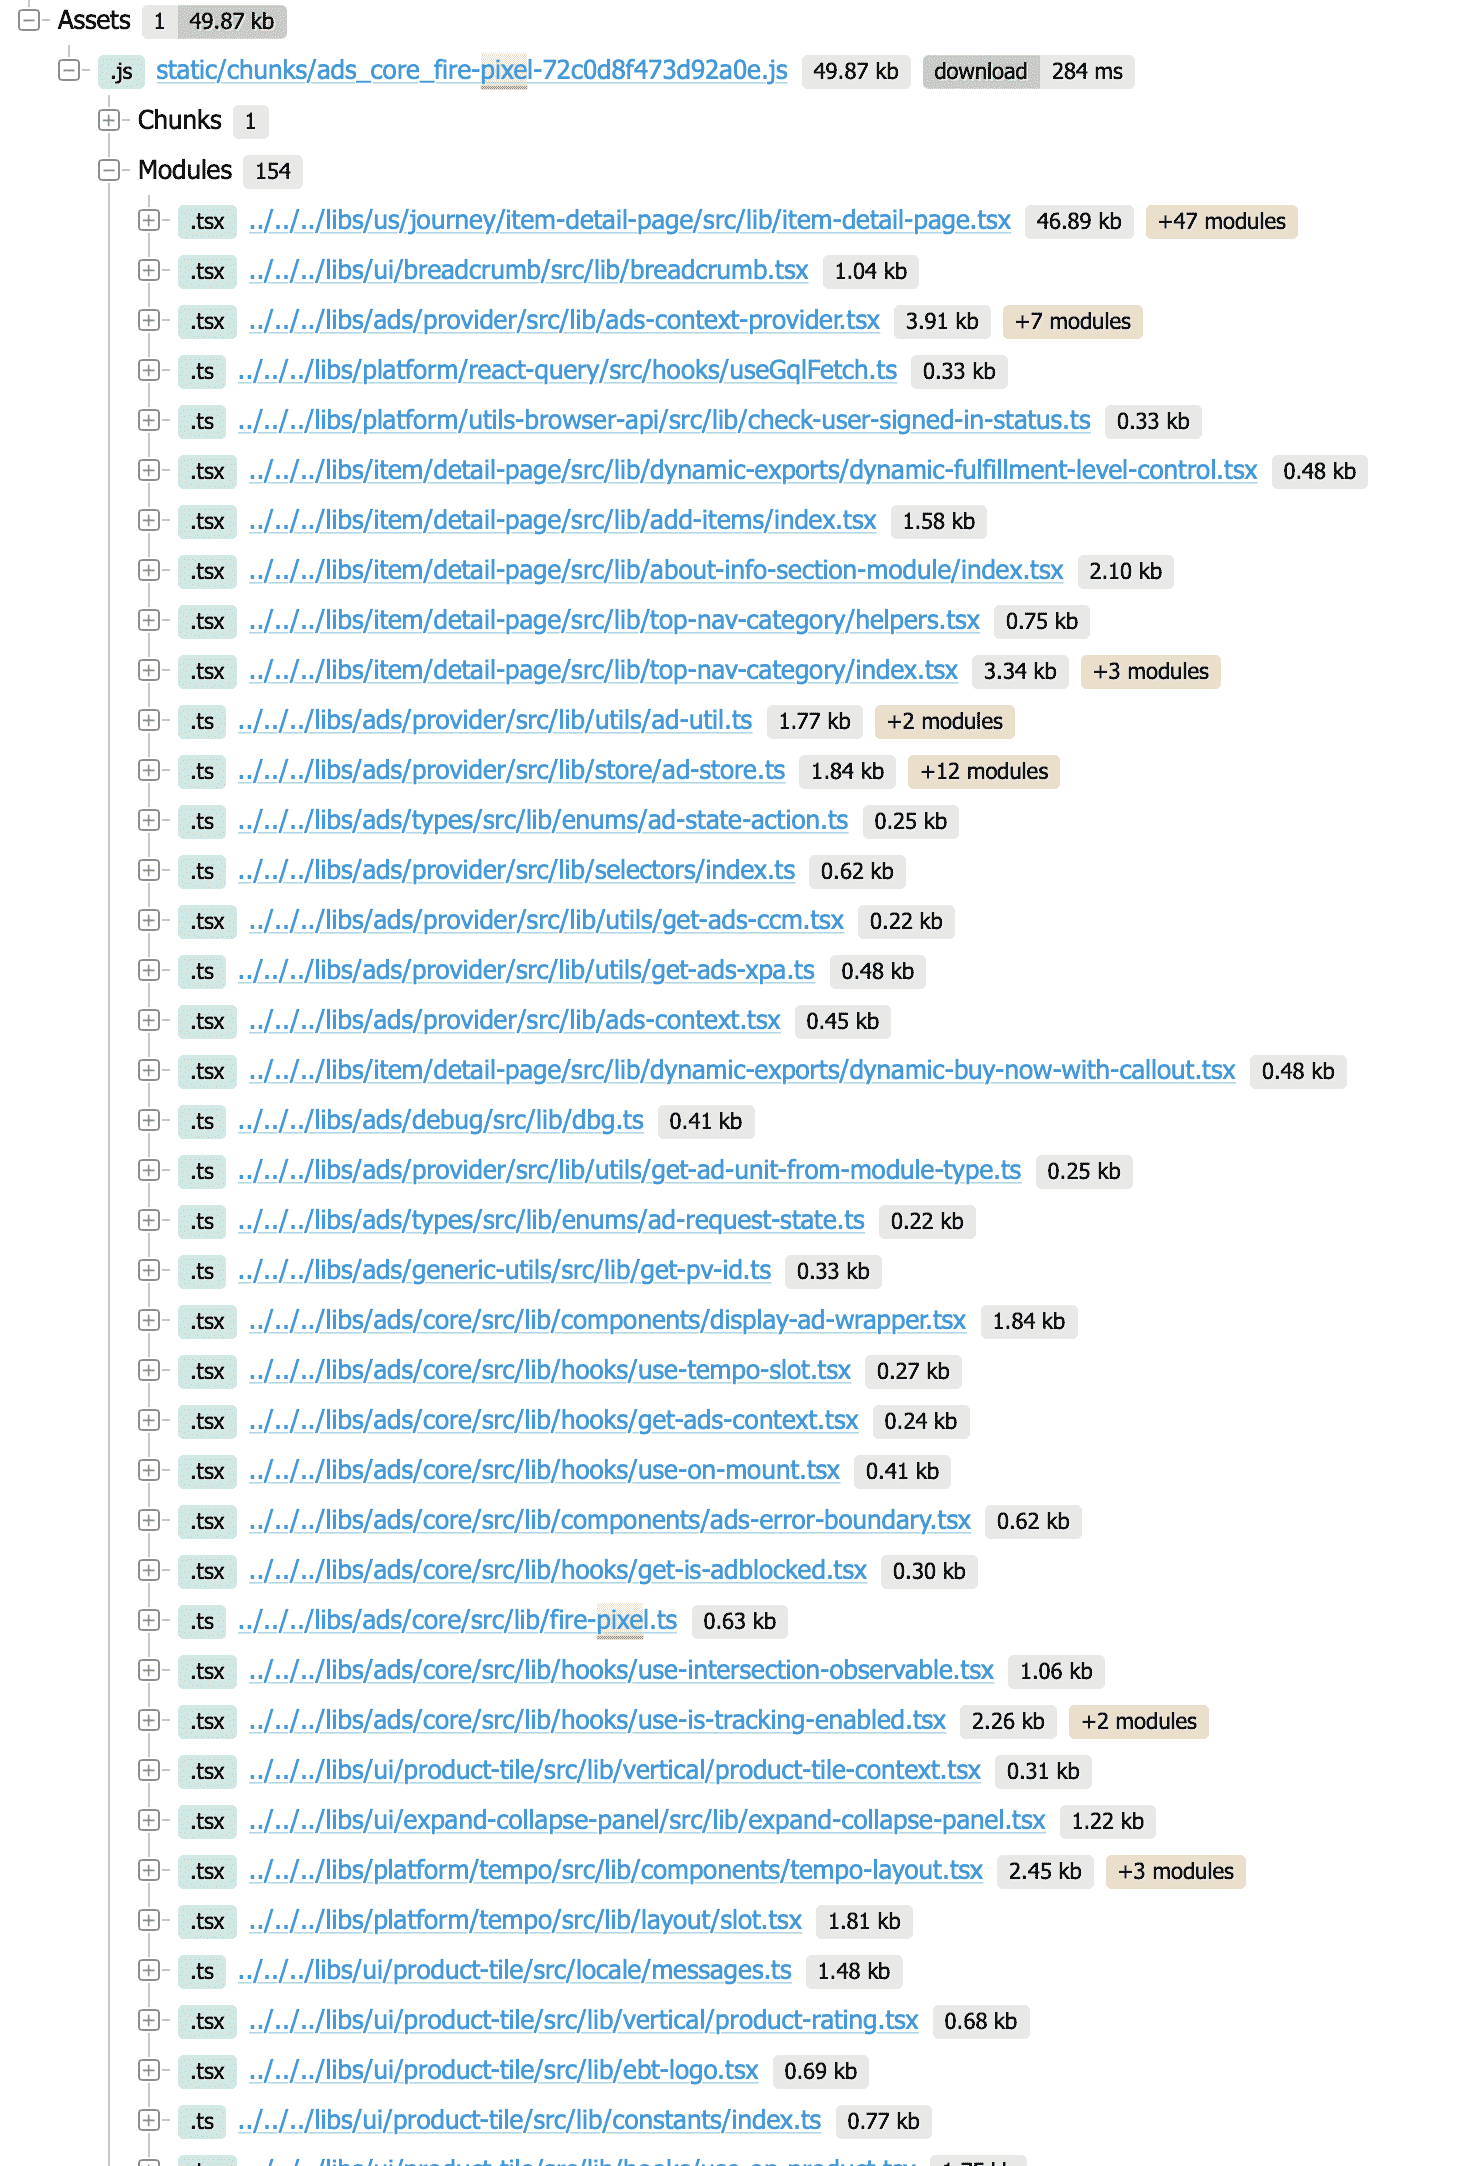 Assets 1 49.87 kb
.js static/chunks/ads_core_fire-pixel-72c0d8f473d92a0e.js 49.87 kb download 284 ms
Chunks 1
Modules 154
.tsx ../../../libs/us/journey/item-detail-page/src/lib/item-detail-page.tsx 46.89 kb +47 modules
.tsx ../../../libs/ui/breadcrumb/src/lib/breadcrumb.tsx 1.04 kb
.tsx ../../../libs/ads/provider/src/lib/ads-context-provider.tsx 3.91 kb +7 modules
.ts ../../../libs/platform/react-query/src/hooks/useGqlFetch.ts 0.33 kb
.ts ../../../libs/platform/utils-browser-api/src/lib/check-user-signed-in-status.ts 0.33 kb
.tsx ../../../libs/item/detail-page/src/lib/dynamic-exports/dynamic-fulfillment-level-control.tsx 0.48 kb
.tsx ../../../libs/item/detail-page/src/lib/add-items/index.tsx 1.58 kb
.tsx ../../../libs/item/detail-page/src/lib/about-info-section-module/index.tsx 2.10 kb
.tsx ../../../libs/item/detail-page/src/lib/top-nav-category/helpers.tsx 0.75 kb
.tsx ../../../libs/item/detail-page/src/lib/top-nav-category/index.tsx 3.34 kb +3 modules
.ts ../../../libs/ads/provider/src/lib/utils/ad-util.ts 1.77 kb +2 modules
.ts ../../../libs/ads/provider/src/lib/store/ad-store.ts 1.84 kb +12 modules
.ts ../../../libs/ads/types/src/lib/enums/ad-state-action.ts 0.25 kb
.ts ../../../libs/ads/provider/src/lib/selectors/index.ts 0.62 kb
.tsx ../../../libs/ads/provider/src/lib/utils/get-ads-ccm.tsx 0.22 kb
.ts ../../../libs/ads/provider/src/lib/utils/get-ads-xpa.ts 0.48 kb
.tsx ../../../libs/ads/provider/src/lib/ads-context.tsx 0.45 kb
.tsx ../../../libs/item/detail-page/src/lib/dynamic-exports/dynamic-buy-now-with-callout.tsx 0.48 kb
.ts ../../../libs/ads/debug/src/lib/dbg.ts 0.41 kb
.ts ../../../libs/ads/provider/src/lib/utils/get-ad-unit-from-module-type.ts 0.25 kb
.ts ../../../libs/ads/types/src/lib/enums/ad-request-state.ts 0.22 kb
.ts ../../../libs/ads/generic-utils/src/lib/get-pv-id.ts 0.33 kb
.tsx ../../../libs/ads/core/src/lib/components/display-ad-wrapper.tsx 1.84 kb
.tsx ../../../libs/ads/core/src/lib/hooks/use-tempo-slot.tsx 0.27 kb
.tsx ../../../libs/ads/core/src/lib/hooks/get-ads-context.tsx 0.24 kb
.tsx ../../../libs/ads/core/src/lib/hooks/use-on-mount.tsx 0.41 kb
.tsx ../../../libs/ads/core/src/lib/components/ads-error-boundary.tsx 0.62 kb
.tsx ../../../libs/ads/core/src/lib/hooks/get-is-adblocked.tsx 0.30 kb
.ts ../../../libs/ads/core/src/lib/fire-pixel.ts 0.63 kb
.tsx ../../../libs/ads/core/src/lib/hooks/use-intersection-observable.tsx 1.06 kb
.tsx ../../../libs/ads/core/src/lib/hooks/use-is-tracking-enabled.tsx 2.26 kb +2 modules
.tsx ../../../libs/ui/product-tile/src/lib/vertical/product-tile-context.tsx 0.31 kb
.tsx ../../../libs/ui/expand-collapse-panel/src/lib/expand-collapse-panel.tsx 1.22 kb
.tsx ../../../libs/platform/tempo/src/lib/components/tempo-layout.tsx 2.45 kb +3 modules
.tsx ../../../libs/platform/tempo/src/lib/layout/slot.tsx 1.81 kb
.ts ../../../libs/ui/product-tile/src/locale/messages.ts 1.48 kb
.tsx ../../../libs/ui/product-tile/src/lib/vertical/product-rating.tsx 0.68 kb
.tsx ../../../libs/ui/product-tile/src/lib/ebt-logo.tsx 0.69 kb
.ts ../../../libs/ui/product-tile/src/lib/constants/index.ts 0.77 kb